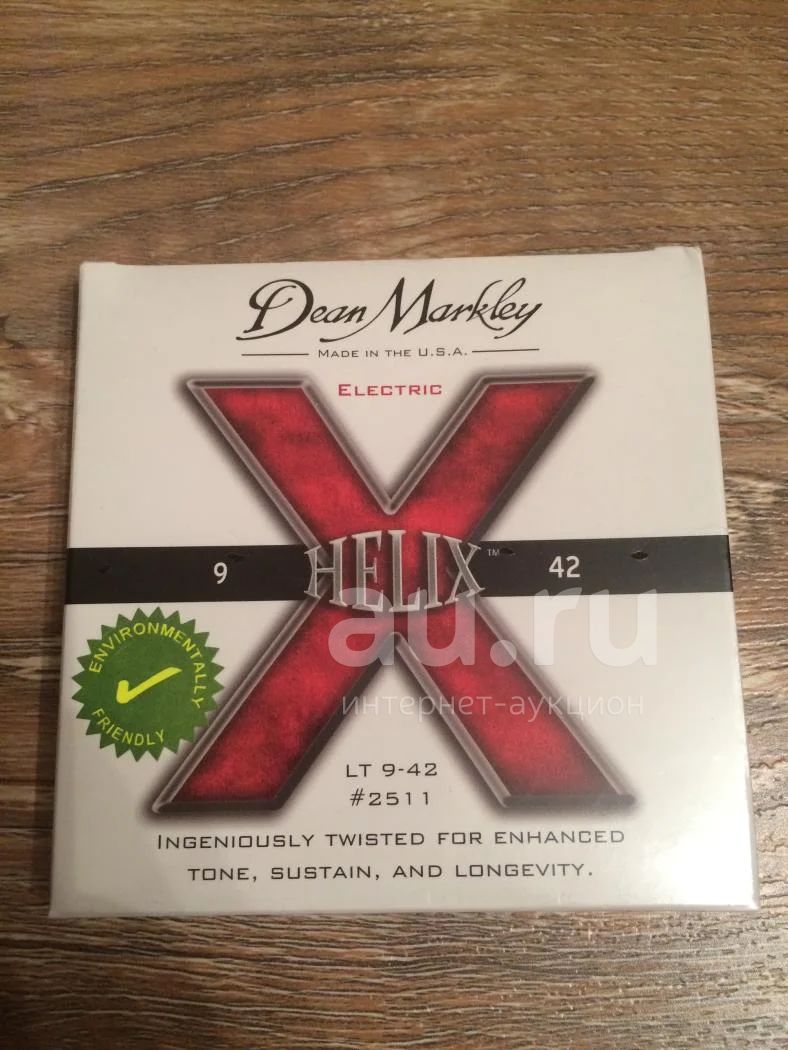 Dean Markley
MADE IN THE U.S.A.
ELECTRIC
9 HELIX™ 42
ENVIRONMENTALLY
FRIENDLY
au.ru
интернет-аукцион
LT 9-42
#2511
INGENIOUSLY TWISTED FOR ENHANCED
TONE, SUSTAIN, AND LONGEVITY.